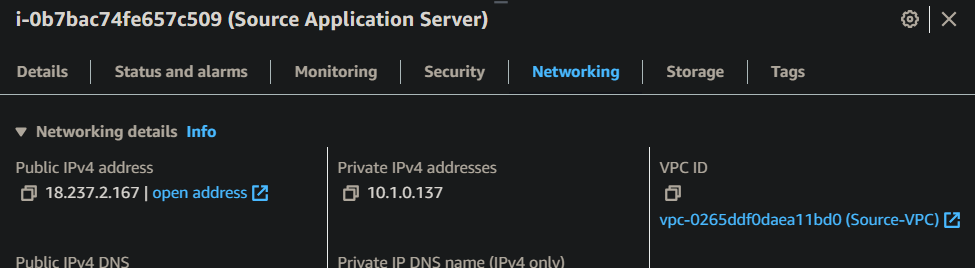 i-0b7bac74fe657c509 (Source Application Server)
Details Status and alarms Monitoring Security Networking Storage Tags
Networking details Info
Public IPv4 address Private IPv4 addresses VPC ID
18.237.2.167 | open address 10.1.0.137
vpc-0265ddf0daea11bd0 (Source-VPC)
Public IPv4 DNS Private IP DNS name (IPv4 only)